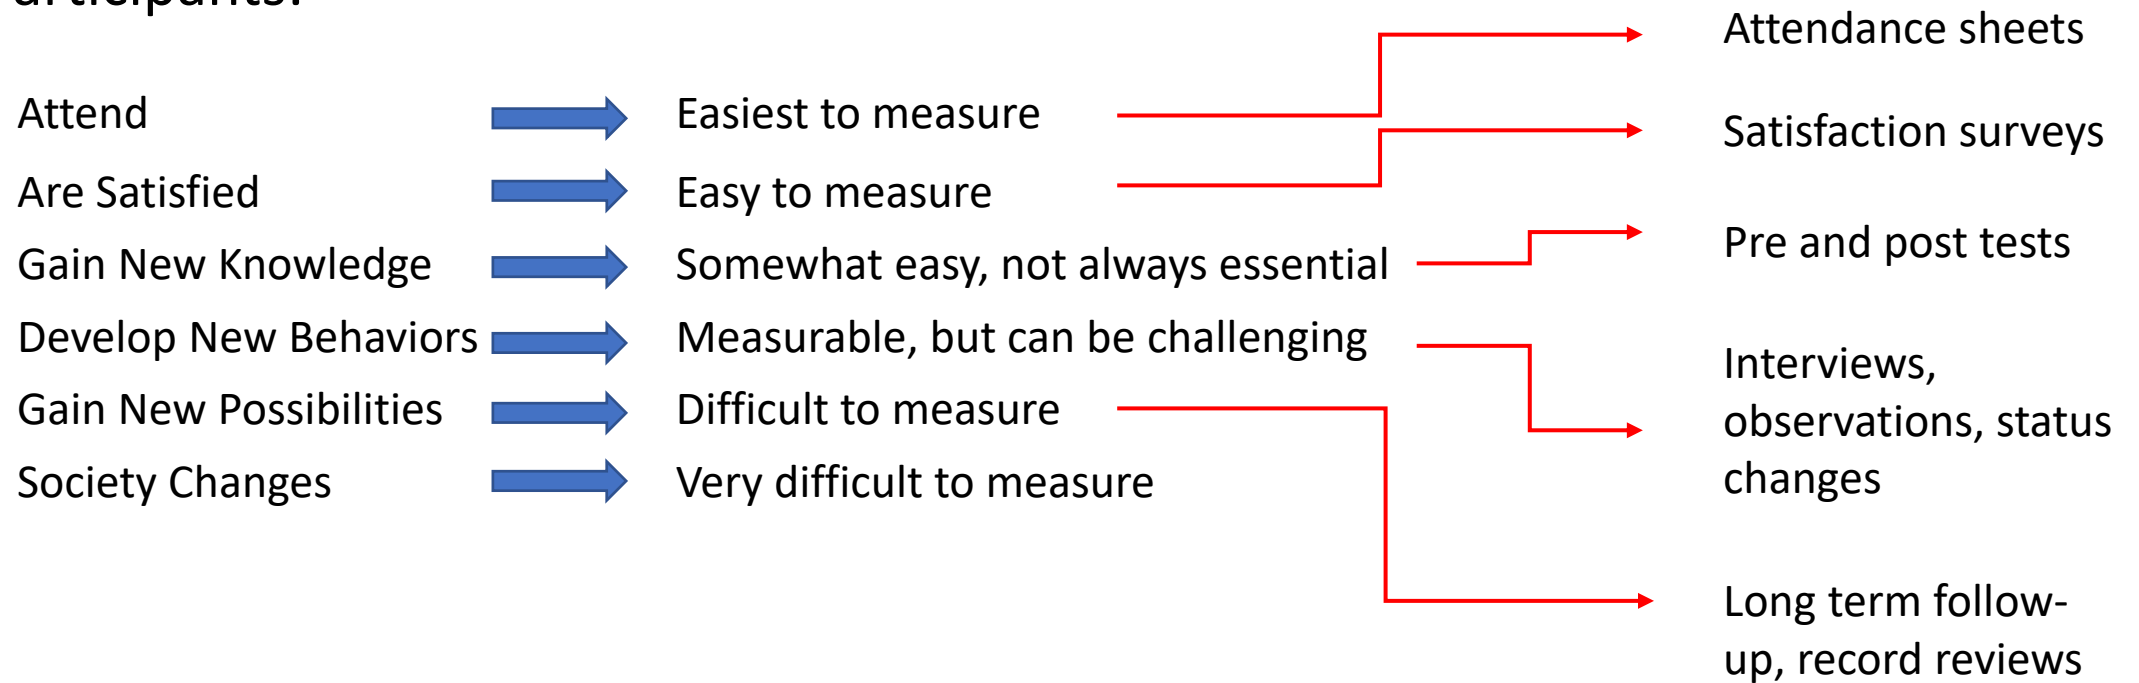 Attend
Easiest to measure
Attendance sheets
Are Satisfied
Easy to measure
Satisfaction surveys
Gain New Knowledge
Somewhat easy, not always essential
Pre and post tests
Develop New Behaviors
Measurable, but can be challenging
Interviews,
observations, status
changes
Gain New Possibilities
Difficult to measure
Long term follow-
up, record reviews
Society Changes
Very difficult to measure